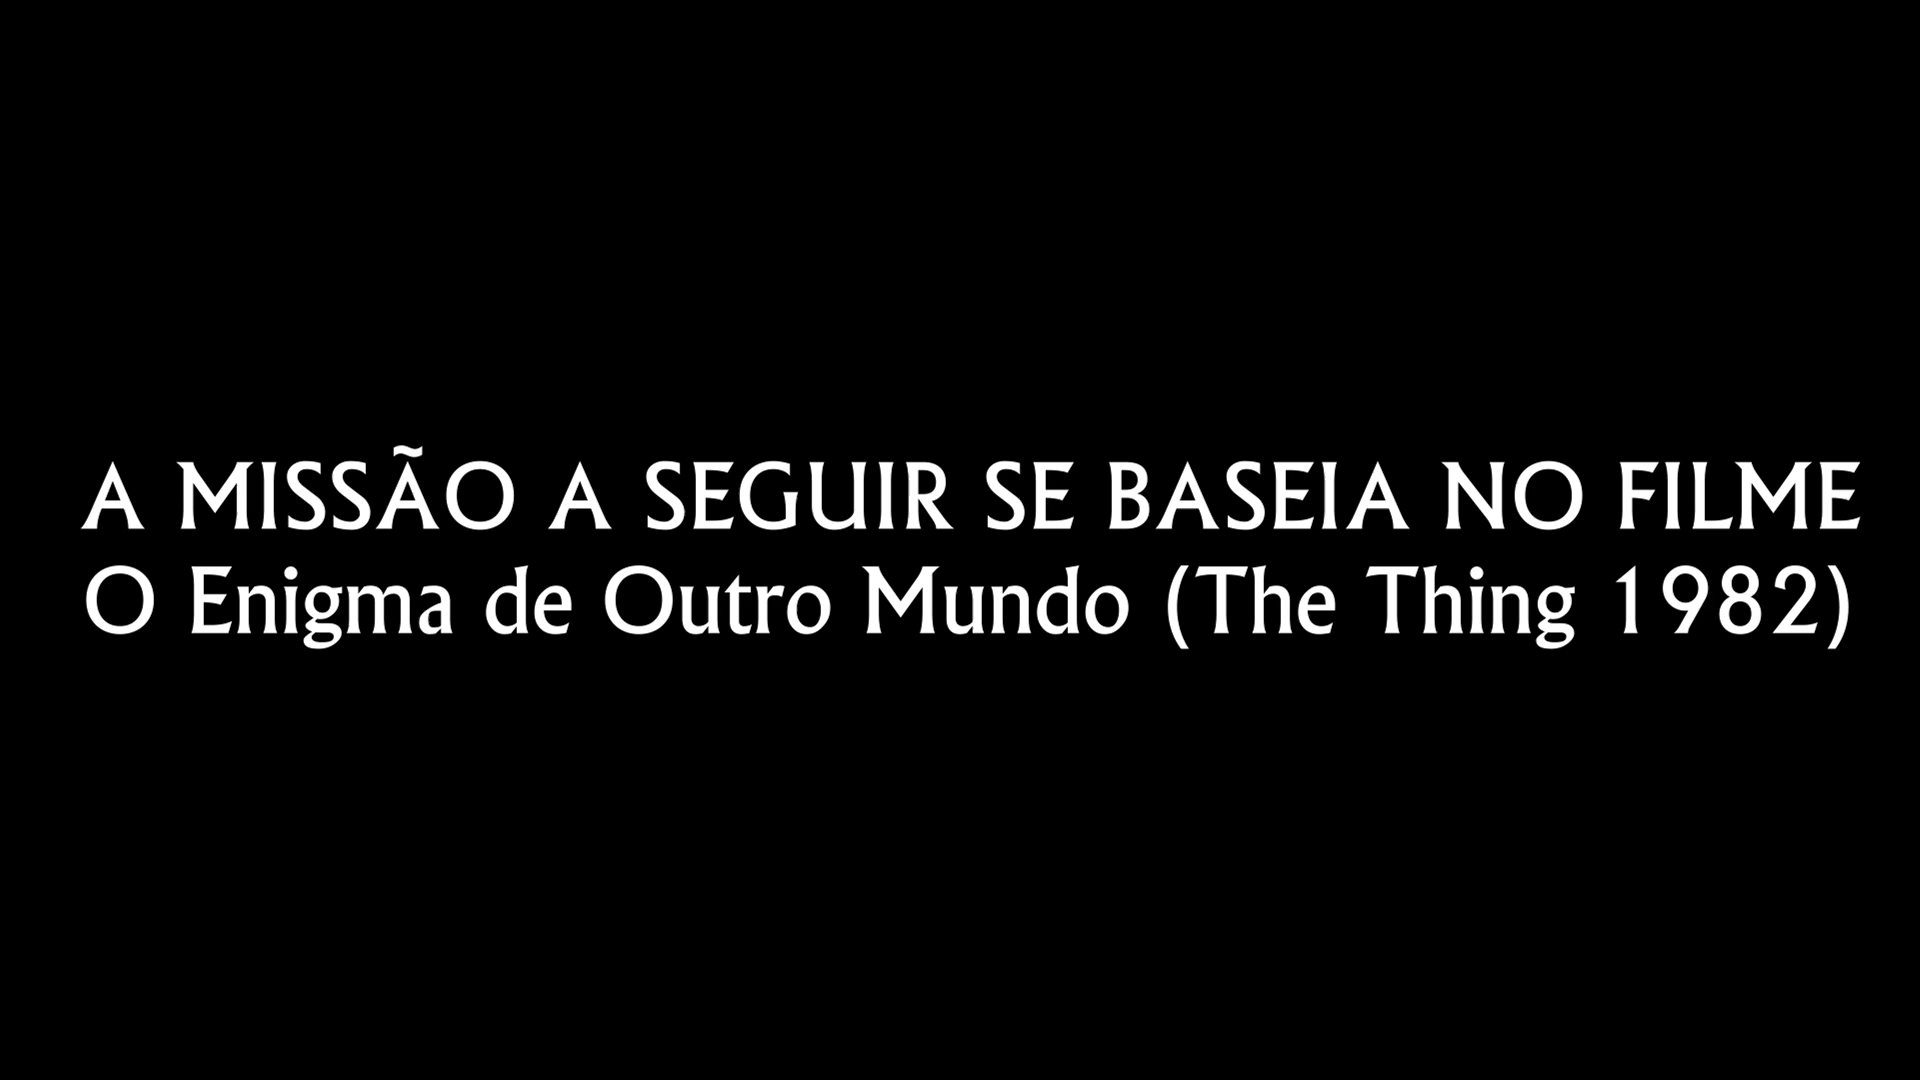 A MISSÃO A SEGUIR SE BASEIA NO FILME
O Enigma de Outro Mundo (The Thing 1982)